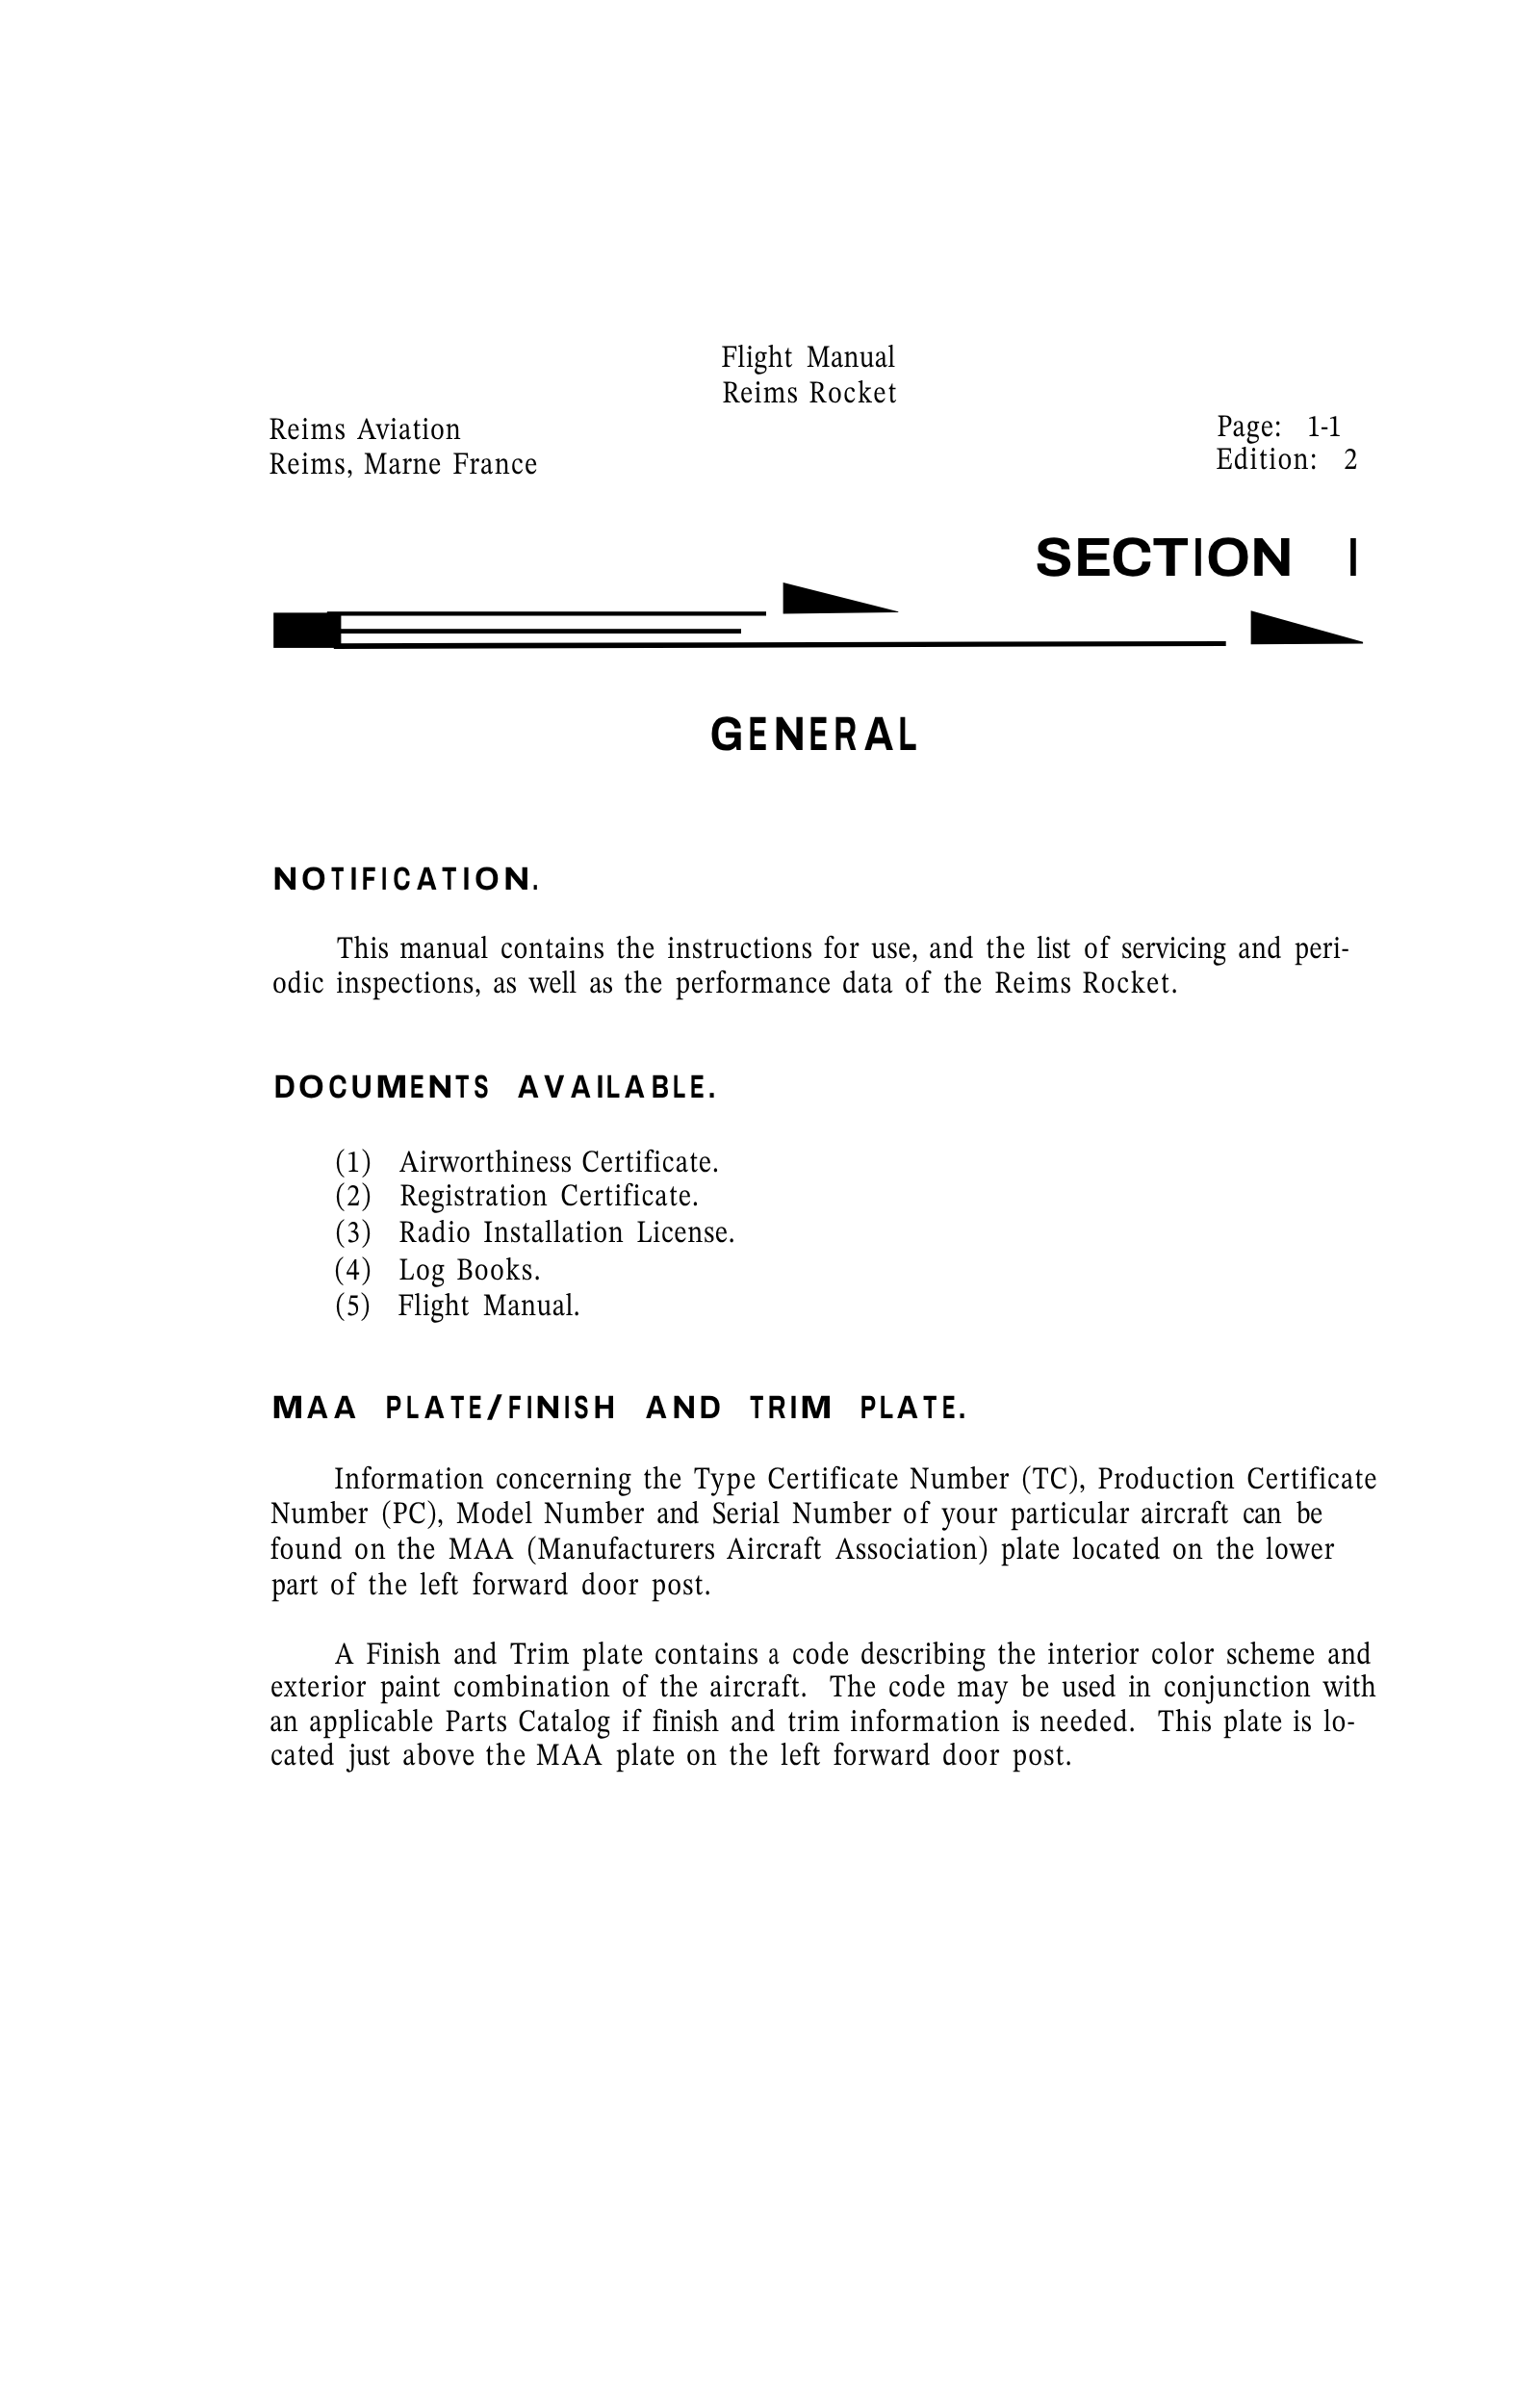 Flight Manual
Reims Rocket
Reims Aviation
Reims, Marne France
Page: 1-1
Edition: 2
SECTION I
GENERAL
NOTIFICATION.
This manual contains the instructions for use, and the list of servicing and peri-
odic inspections, as well as the performance data of the Reims Rocket.
DOCUMENTS AVAILABLE.
(1) Airworthiness Certificate.
(2) Registration Certificate.
(3) Radio Installation License.
(4) Log Books.
(5) Flight Manual.
MAA PLATE/FINISH AND TRIM PLATE.
Information concerning the Type Certificate Number (TC), Production Certificate
Number (PC), Model Number and Serial Number of your particular aircraft can be
found on the MAA (Manufacturers Aircraft Association) plate located on the lower
part of the left forward door post.
A Finish and Trim plate contains a code describing the interior color scheme and
exterior paint combination of the aircraft. The code may be used in conjunction with
an applicable Parts Catalog if finish and trim information is needed. This plate is lo-
cated just above the MAA plate on the left forward door post.